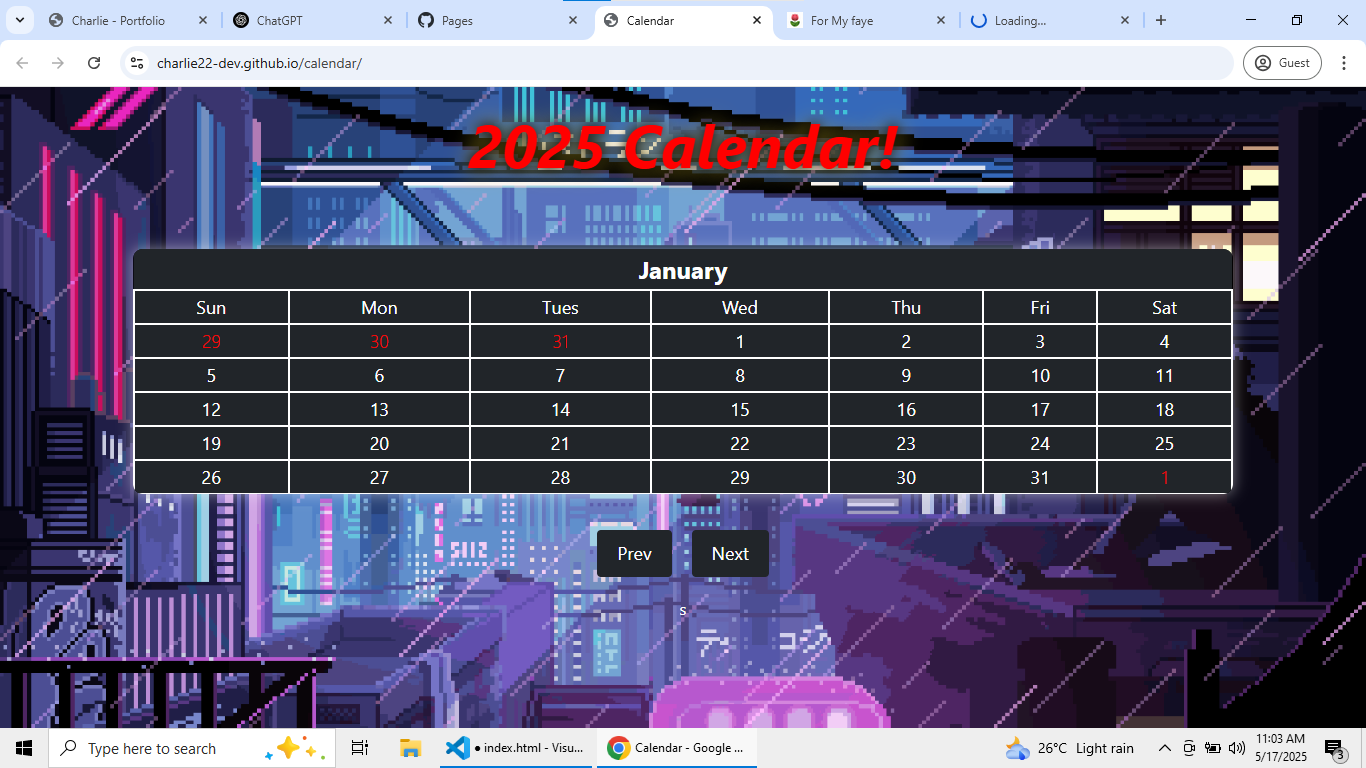 Charlie - Portfolio
ChatGPT
Pages
Calendar
For My faye
Loading...
charlie22-dev.github.io/calendar/
Guest
2025 Calendar!
January
Sun Mon Tues Wed Thu Fri Sat
29 30 31 1 2 3 4
5 6 7 8 9 10 11
12 13 14 15 16 17 18
19 20 21 22 23 24 25
26 27 28 29 30 31 1
Prev Next
s
Type here to search
index.html - Visu...
Calendar - Google ...
26°C Light rain
11:03 AM
5/17/2025
3